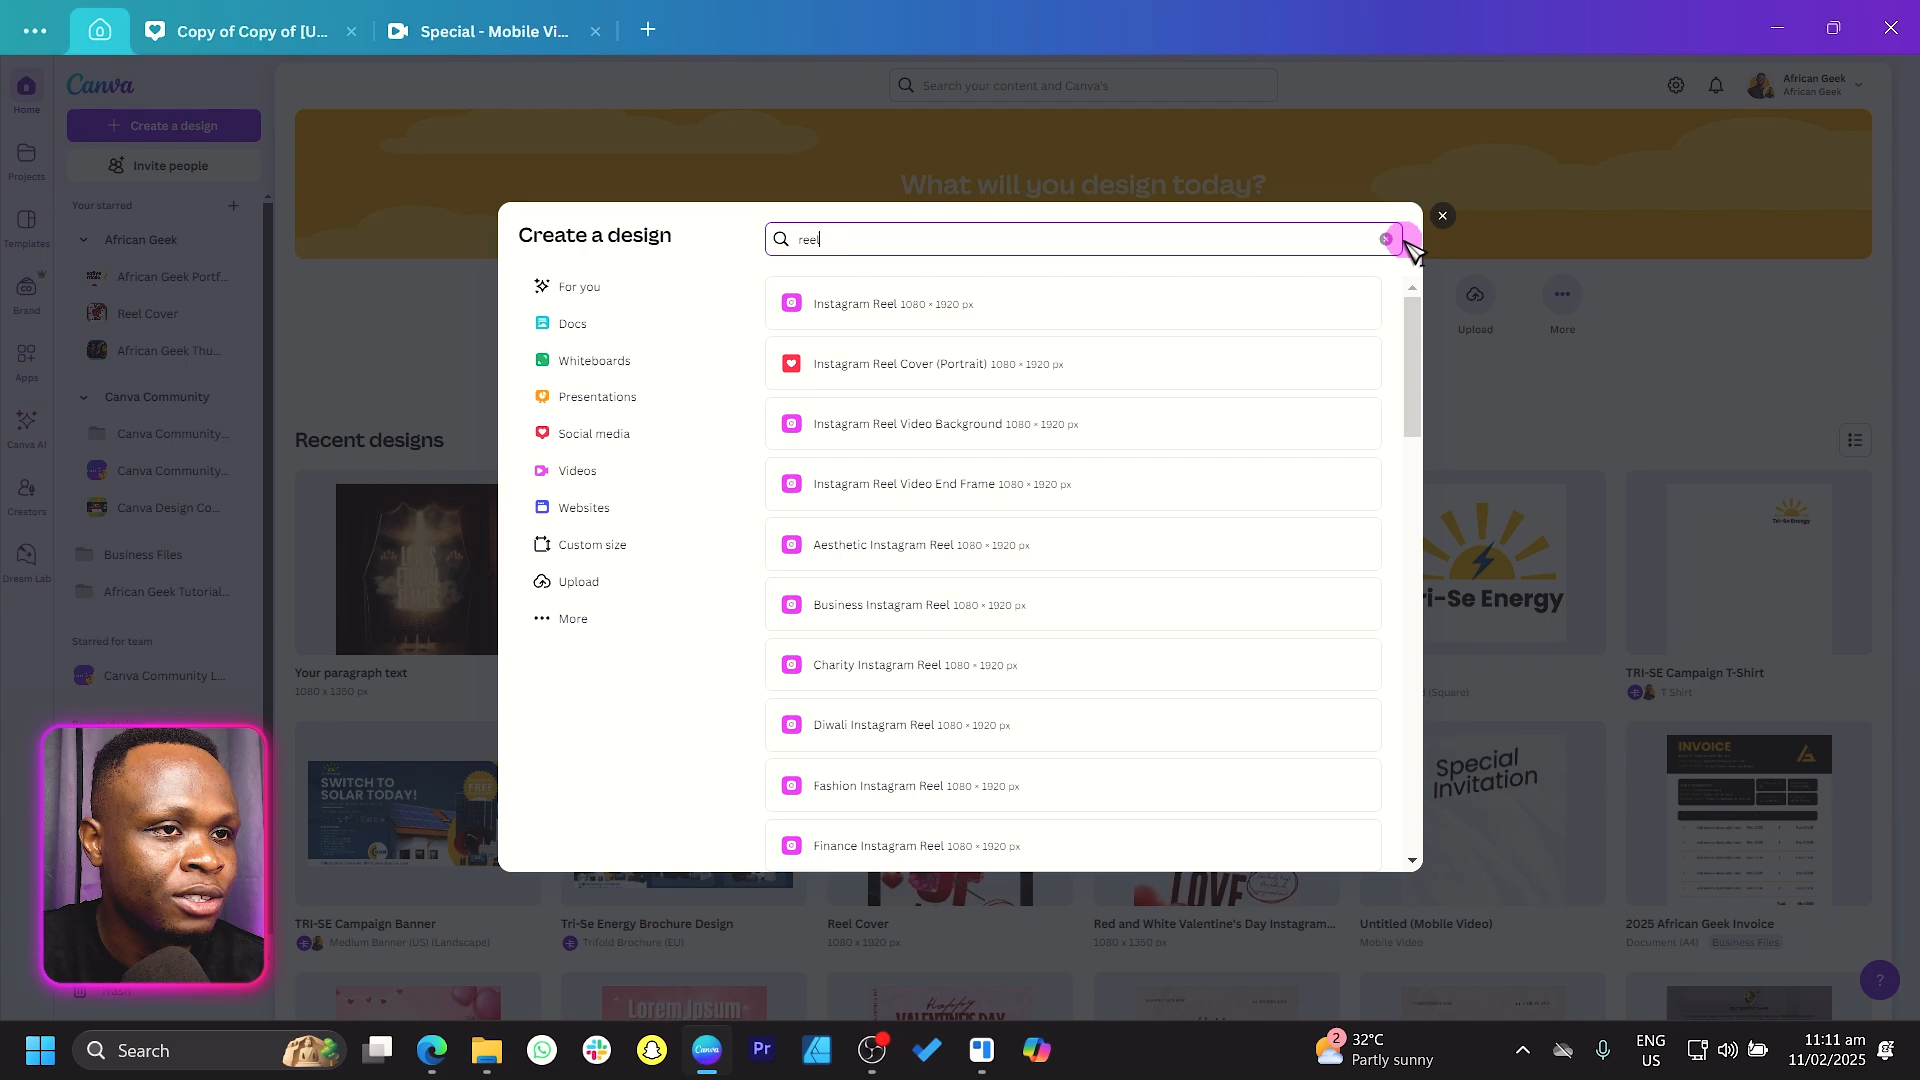 Copy of Copy of [U...
Special - Mobile Vi...
Home
Projects
Templates
Brand
Apps
Canva AI
Creators
Dream Lab
Canva
Create a design
Invite people
Your starred
African Geek
African Geek Portf...
Reel Cover
African Geek Thu...
Canva Community
Canva Community...
Canva Community...
Canva Design Co...
Business Files
African Geek Tutorial...
Starred for team
Canva Community L...
Trash
Search your content and Canva's
African Geek
African Geek
What will you design today?
Upload
More
Create a design
reel
For you
Docs
Whiteboards
Presentations
Social media
Videos
Websites
Custom size
Upload
More
Instagram Reel 1080 × 1920 px
Instagram Reel Cover (Portrait) 1080 × 1920 px
Instagram Reel Video Background 1080 × 1920 px
Instagram Reel Video End Frame 1080 × 1920 px
Aesthetic Instagram Reel 1080 × 1920 px
Business Instagram Reel 1080 × 1920 px
Charity Instagram Reel 1080 × 1920 px
Diwali Instagram Reel 1080 × 1920 px
Fashion Instagram Reel 1080 × 1920 px
Finance Instagram Reel 1080 × 1920 px
Recent designs
Your paragraph text
1080 x 1350 px
i-Se Energy
(Square)
Tri-Se Energy
TRI-SE Campaign T-Shirt
T Shirt
SWITCH TO
SOLAR TODAY!
FREE
TRI-SE Campaign Banner
Medium Banner (US) (Landscape)
Tri-Se Energy Brochure Design
Trifold Brochure (EU)
Reel Cover
1080 x 1920 px
LOVE
Red and White Valentine's Day Instagram...
1080 x 1350 px
Special
Invitation
Untitled (Mobile Video)
Mobile Video
INVOICE
2025 African Geek Invoice
Document (A4) Business Files
Lorem Ipsum
Happy
VALENTINE'S DAY
?
Search
Pr
2
32°C
Partly sunny
ENG
US
11:11 am
11/02/2025